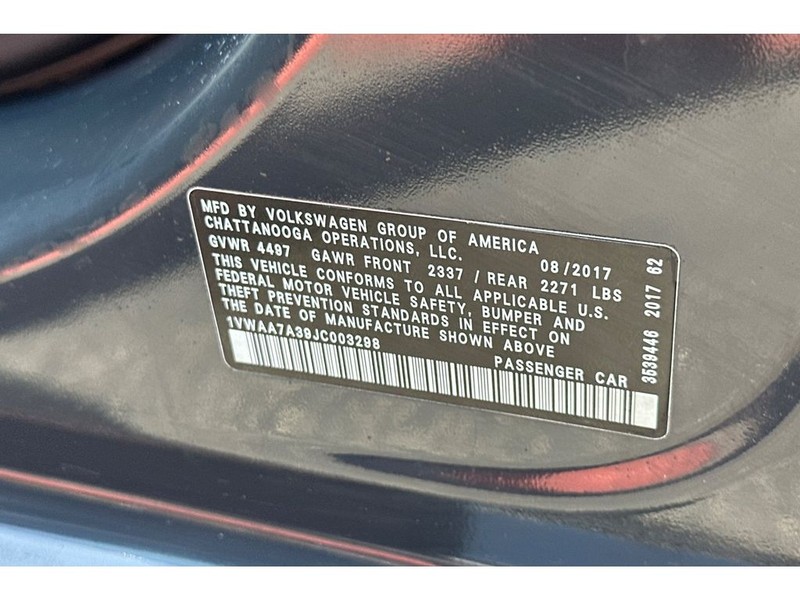 MFD BY VOLKSWAGEN GROUP OF AMERICA
CHATTANOOGA OPERATIONS, LLC.
08/2017
GVWR 4497 GAWR FRONT 2337 / REAR 2271 LBS
THIS VEHICLE CONFORMS TO ALL APPLICABLE U.S.
FEDERAL MOTOR VEHICLE SAFETY, BUMPER AND
THEFT PREVENTION STANDARDS IN EFFECT ON
THE DATE OF MANUFACTURE SHOWN ABOVE
1VWAA7A39JC003298
PASSENGER CAR
3539446 2017 62